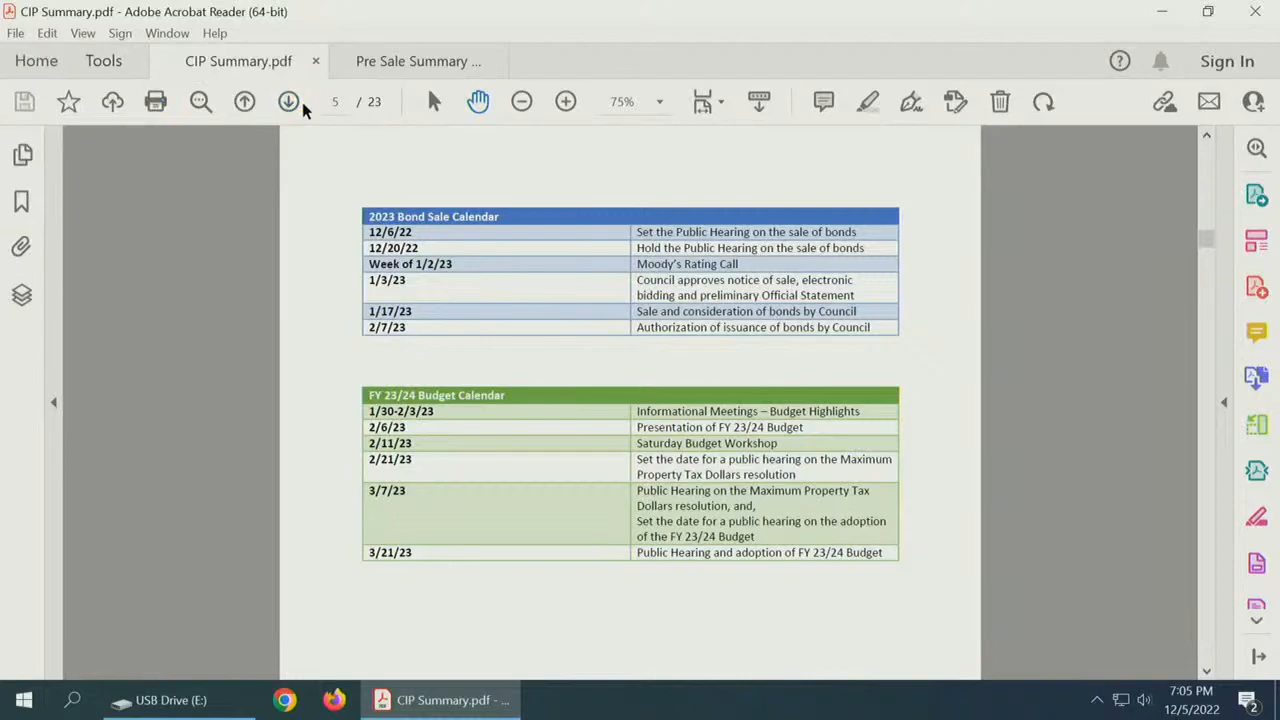 CIP Summary.pdf - Adobe Acrobat Reader (64-bit)
File Edit View Sign Window Help
Home Tools CIP Summary.pdf × Pre Sale Summary ... Sign In
5 / 23 75%
2023 Bond Sale Calendar
12/6/22 Set the Public Hearing on the sale of bonds
12/20/22 Hold the Public Hearing on the sale of bonds
Week of 1/2/23 Moody's Rating Call
1/3/23 Council approves notice of sale, electronic
bidding and preliminary Official Statement
1/17/23 Sale and consideration of bonds by Council
2/7/23 Authorization of issuance of bonds by Council
FY 23/24 Budget Calendar
1/30-2/3/23 Informational Meetings – Budget Highlights
2/6/23 Presentation of FY 23/24 Budget
2/11/23 Saturday Budget Workshop
2/21/23 Set the date for a public hearing on the Maximum
Property Tax Dollars resolution
3/7/23 Public Hearing on the Maximum Property Tax
Dollars resolution, and,
Set the date for a public hearing on the adoption
of the FY 23/24 Budget
3/21/23 Public Hearing and adoption of FY 23/24 Budget
USB Drive (E:) CIP Summary.pdf - ... 7:05 PM
12/5/2022 2